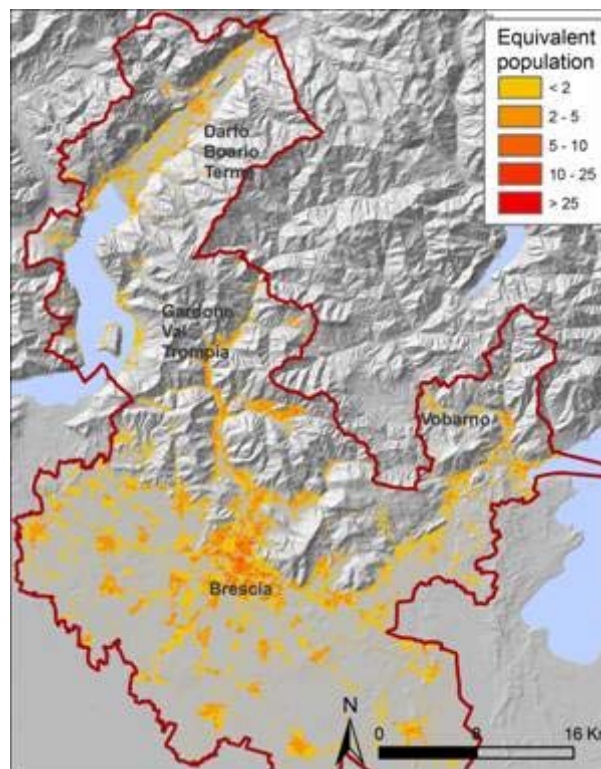 Equivalent
population
< 2
2 - 5
5 - 10
10 - 25
> 25
Darfo
Boario
Terme
Gardone
Val
Trompia
Vobarno
Brescia
N
0 8 16 Km